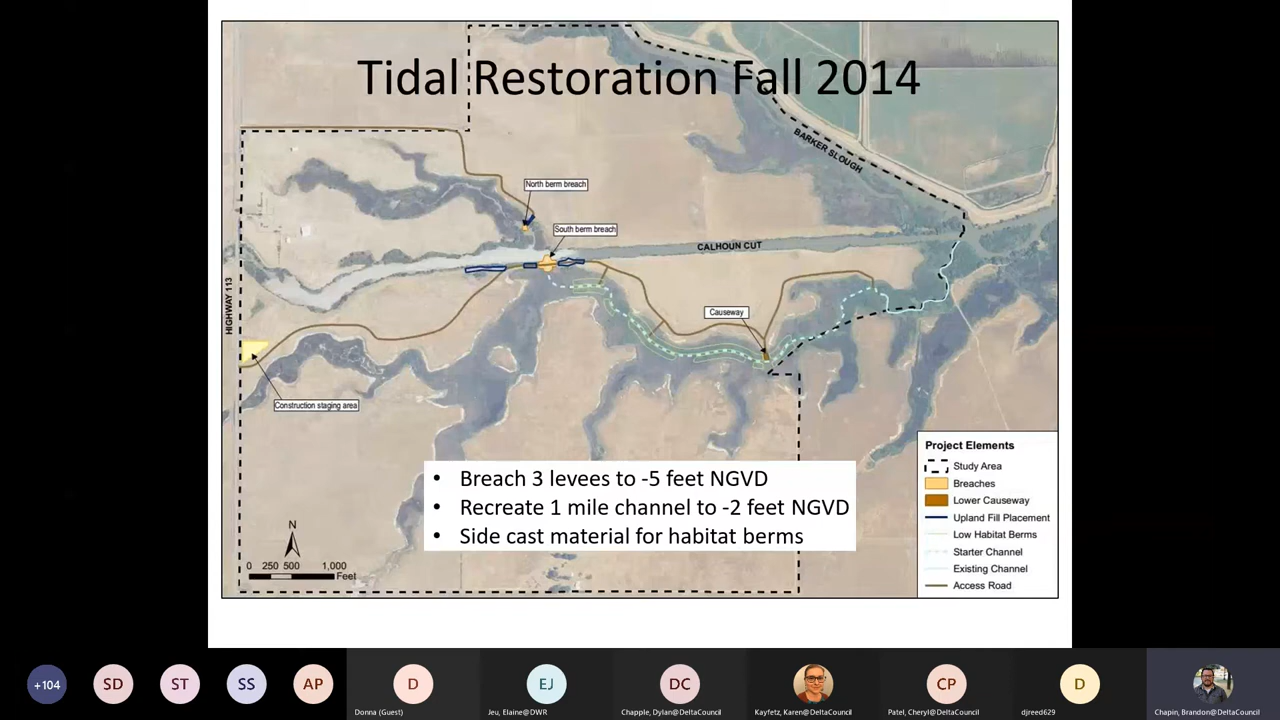 Tidal Restoration Fall 2014
BARKER SLOUGH
North berm breach
South berm breach
CALHOUN CUT
HIGHWAY 113
Causeway
Construction staging area
Project Elements
Study Area
Breaches
Lower Causeway
Upland Fill Placement
Low Habitat Berms
Starter Channel
Existing Channel
Access Road
• Breach 3 levees to -5 feet NGVD
• Recreate 1 mile channel to -2 feet NGVD
• Side cast material for habitat berms
N
0 250 500 1,000
Feet
+104
SD
ST
SS
AP
D
EJ
DC
CP
D
Donna (Guest)
Jeu, Elaine@DWR
Chapple, Dylan@DeltaCouncil
Kayfetz, Karen@DeltaCouncil
Patel, Cheryl@DeltaCouncil
djreed629
Chapin, Brandon@DeltaCouncil